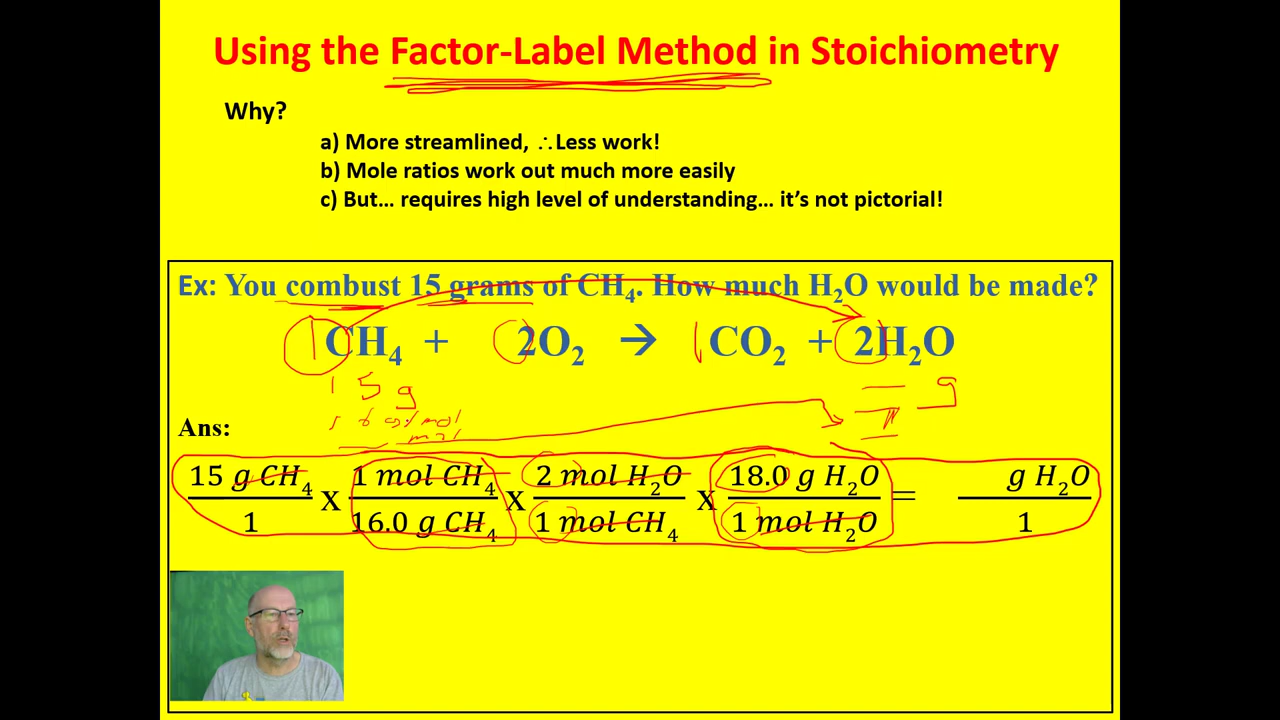 Using the Factor-Label Method in Stoichiometry
Why?
a) More streamlined, ∴Less work!
b) Mole ratios work out much more easily
c) But… requires high level of understanding… it's not pictorial!
Ex: You combust 15 grams of CH₄. How much H₂O would be made?
1CH₄ + 2O₂ → 1CO₂ + 2H₂O
15 g g
mol
Ans:
15 g CH₄/1 x 1 mol CH₄/16.0 g CH₄ x 2 mol H₂O/1 mol CH₄ x 18.0 g H₂O/1 mol H₂O = g H₂O/1